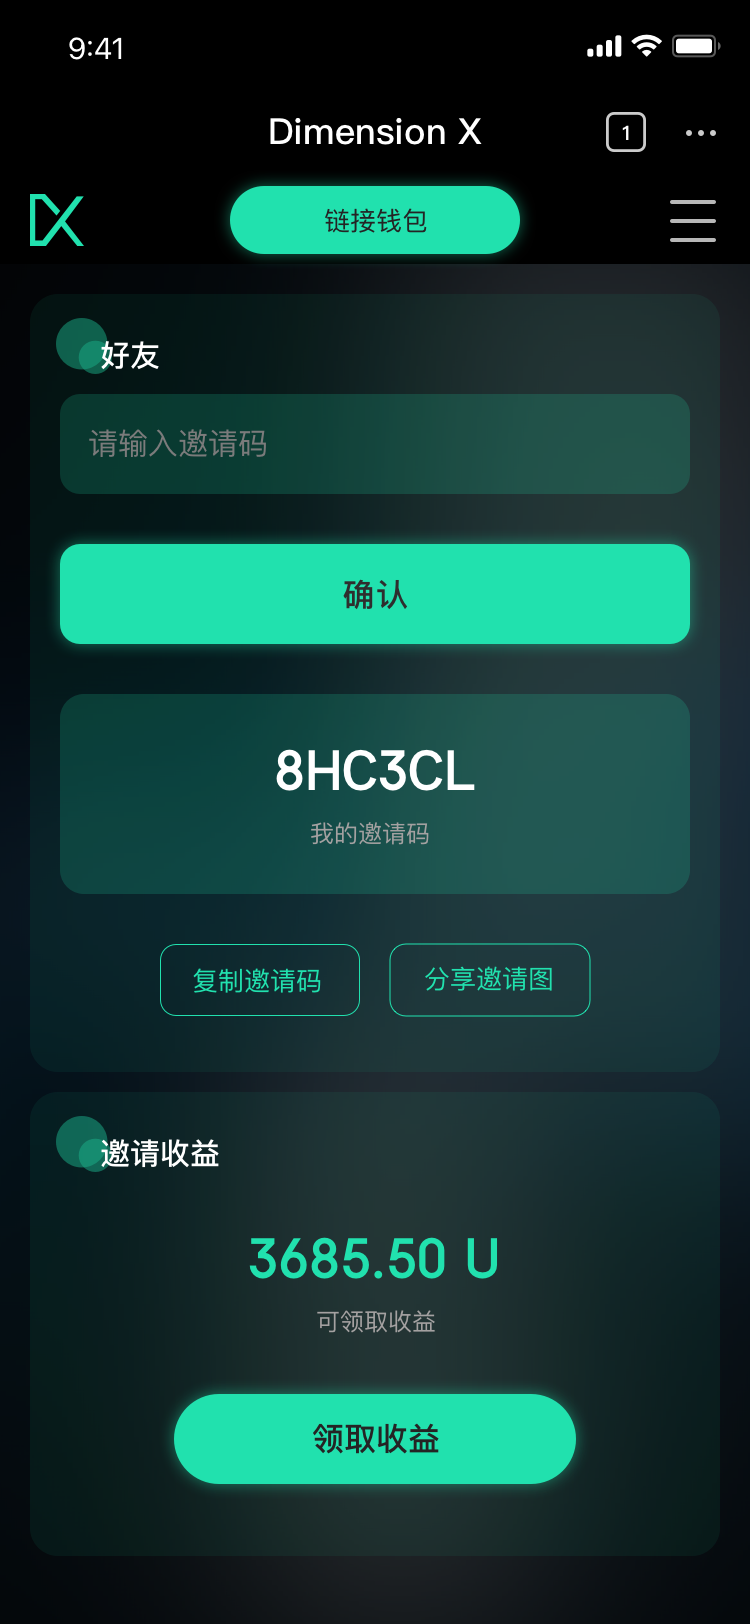 9:41
Dimension X
1
链接钱包
好友
请输入邀请码
确认
8HC3CL
我的邀请码
复制邀请码
分享邀请图
邀请收益
3685.50 U
可领取收益
领取收益